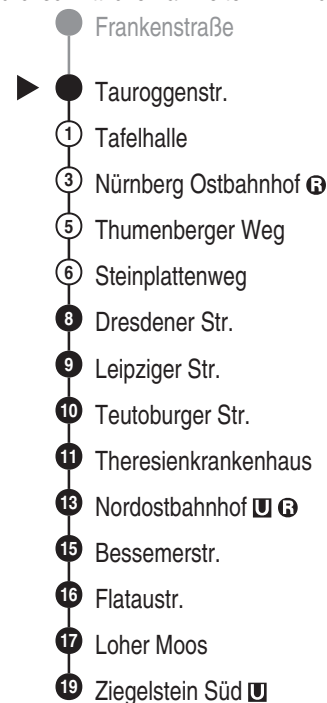 Frankenstraße
Tauroggenstr.
1 Tafelhalle
3 Nürnberg Ostbahnhof R
5 Thumenberger Weg
6 Steinplattenweg
8 Dresdener Str.
9 Leipziger Str.
10 Teutoburger Str.
11 Theresienkrankenhaus
13 Nordostbahnhof U R
15 Bessemerstr.
16 Flataustr.
17 Loher Moos
19 Ziegelstein Süd U